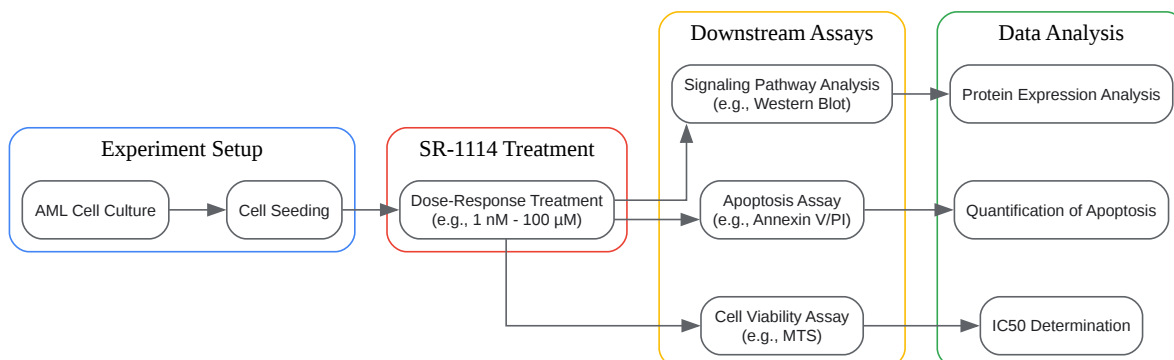 Experiment Setup
AML Cell Culture
Cell Seeding
SR-1114 Treatment
Dose-Response Treatment
(e.g., 1 nM - 100 µM)
Downstream Assays
Signaling Pathway Analysis
(e.g., Western Blot)
Apoptosis Assay
(e.g., Annexin V/PI)
Cell Viability Assay
(e.g., MTS)
Data Analysis
Protein Expression Analysis
Quantification of Apoptosis
IC50 Determination